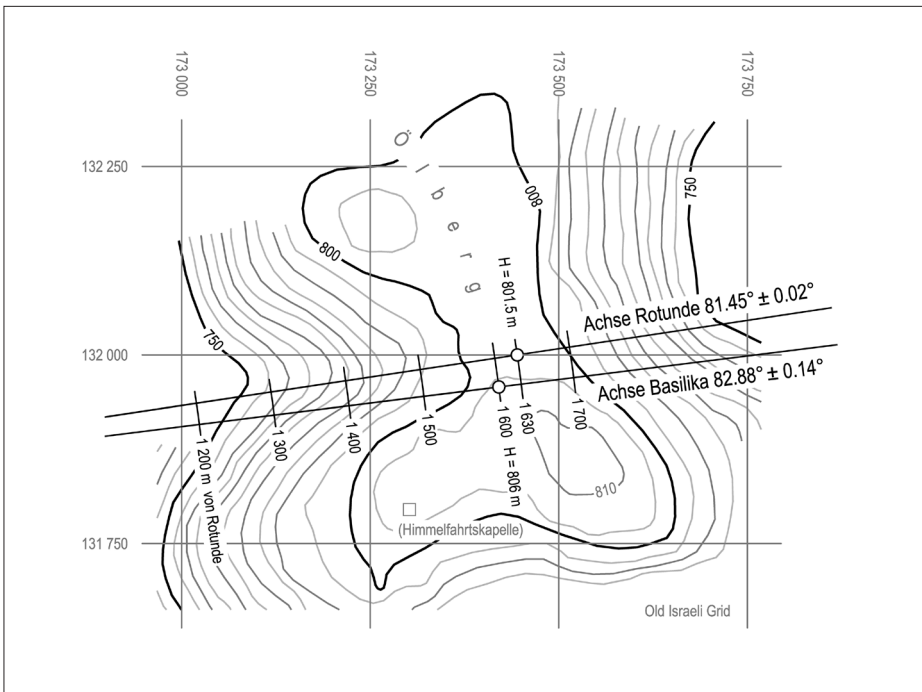 173 000
173 250
173 500
173 750
132 250
Ölberg
800
800
750
H = 801.5 m
Achse Rotunde 81.45° ± 0.02°
750
132 000
Achse Basilika 82.88° ± 0.14°
1 200 m von Rotunde
1 300
1 400
1 500
1 600
H = 806 m
1 630
1 700
810
(Himmelfahrtskapelle)
131 750
Old Israeli Grid